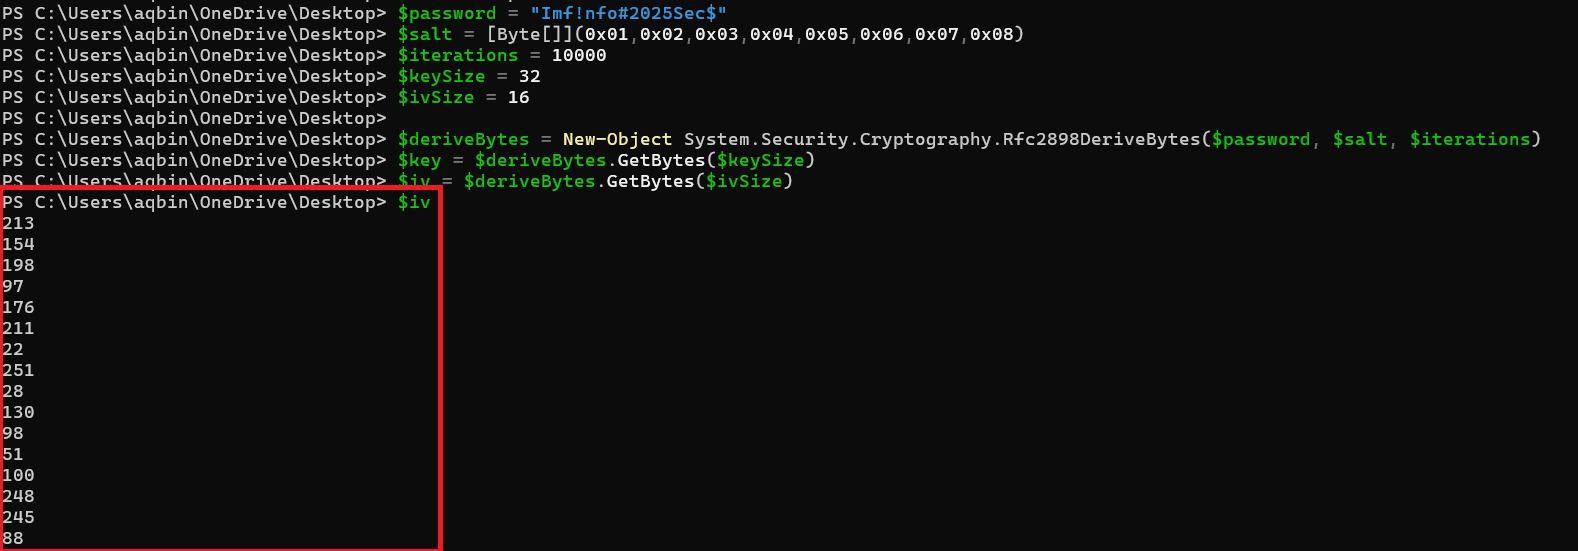 PS C:\Users\aqbin\OneDrive\Desktop> $password = "Imf!nfo#2025Sec$"
PS C:\Users\aqbin\OneDrive\Desktop> $salt = [Byte[]](0x01,0x02,0x03,0x04,0x05,0x06,0x07,0x08)
PS C:\Users\aqbin\OneDrive\Desktop> $iterations = 10000
PS C:\Users\aqbin\OneDrive\Desktop> $keySize = 32
PS C:\Users\aqbin\OneDrive\Desktop> $ivSize = 16
PS C:\Users\aqbin\OneDrive\Desktop>
PS C:\Users\aqbin\OneDrive\Desktop> $deriveBytes = New-Object System.Security.Cryptography.Rfc2898DeriveBytes($password, $salt, $iterations)
PS C:\Users\aqbin\OneDrive\Desktop> $key = $deriveBytes.GetBytes($keySize)
PS C:\Users\aqbin\OneDrive\Desktop> $iv = $deriveBytes.GetBytes($ivSize)
PS C:\Users\aqbin\OneDrive\Desktop> $iv
213
154
198
97
176
211
22
251
28
130
98
51
100
248
245
88